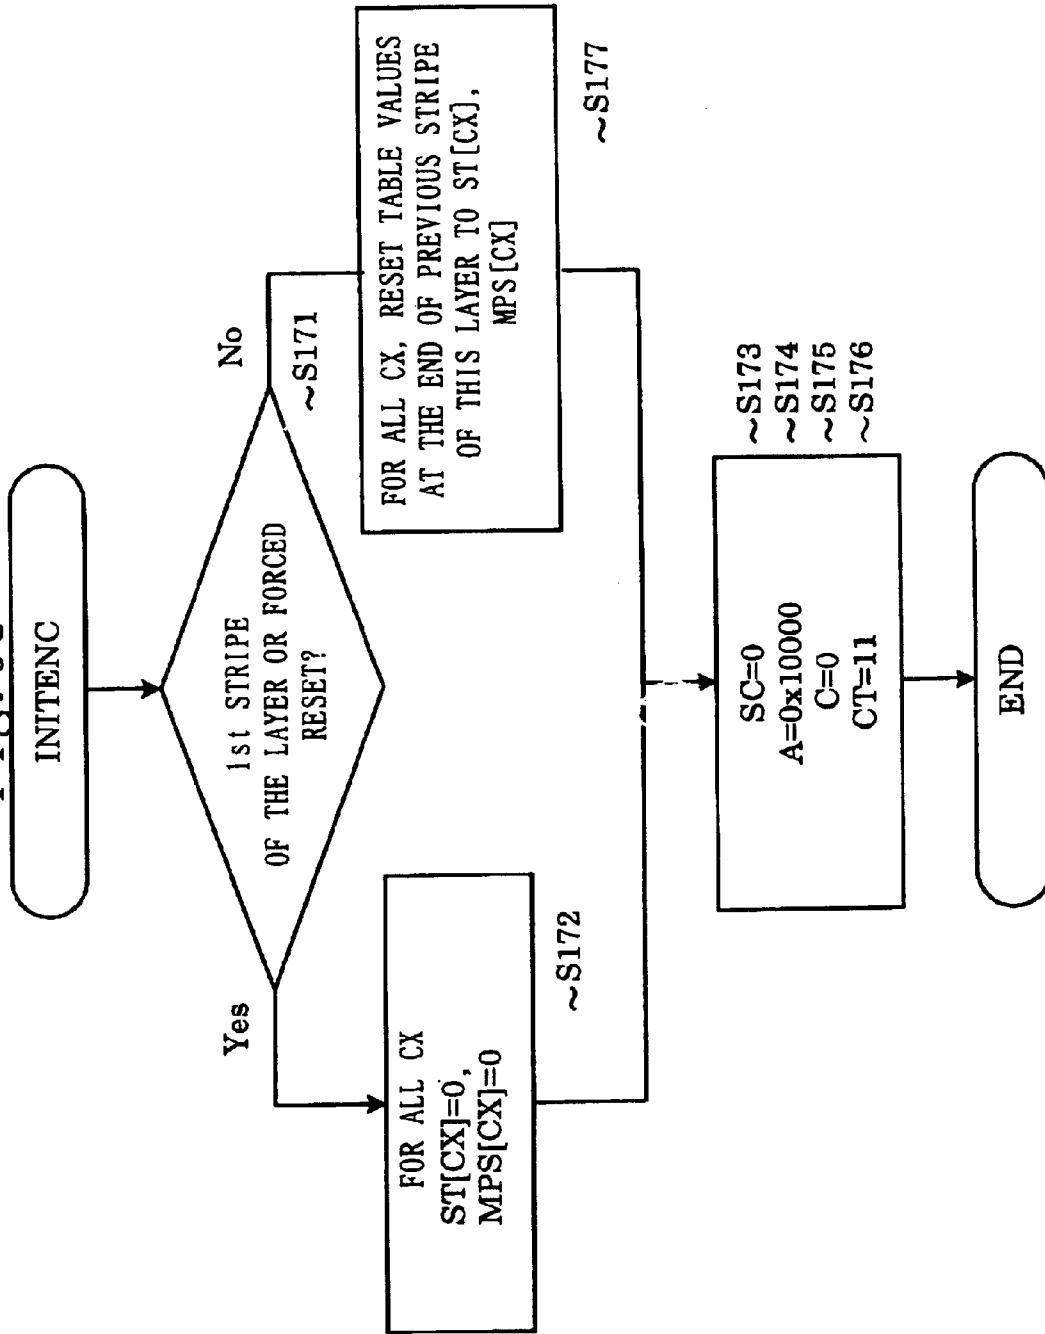 INITENC
1st STRIPE
OF THE LAYER OR FORCED
RESET?
~S171
Yes
No
FOR ALL CX
ST[CX]=0,
MPS[CX]=0
~S172
FOR ALL CX, RESET TABLE VALUES
AT THE END OF PREVIOUS STRIPE
OF THIS LAYER TO ST[CX],
MPS[CX]
~S177
SC=0
A=0x10000
C=0
CT=11
~S173
~S174
~S175
~S176
END